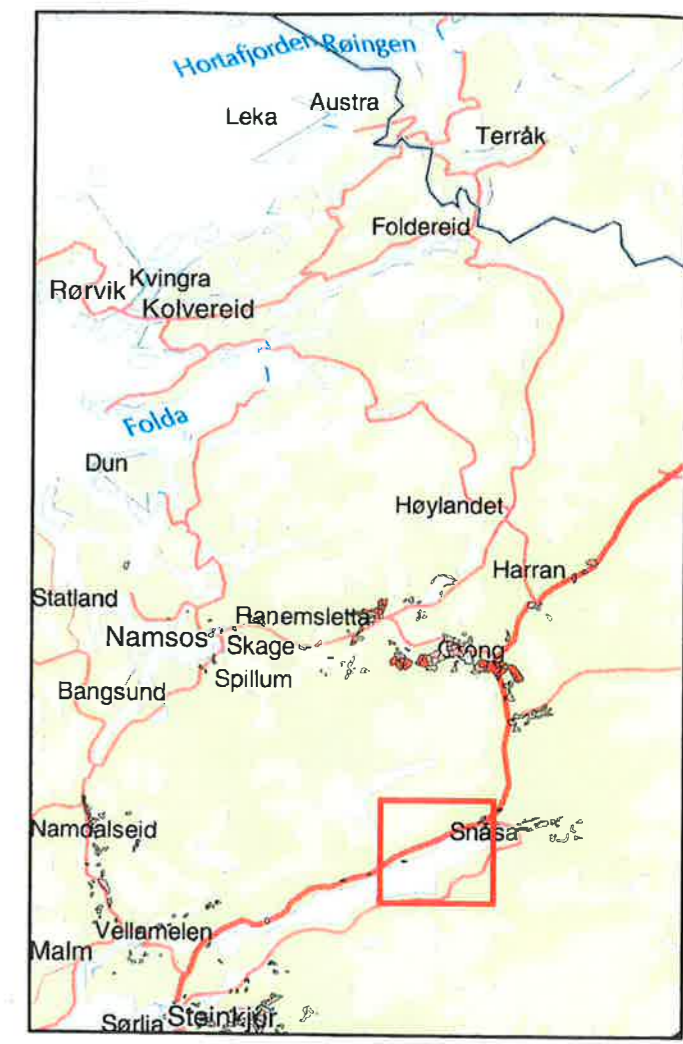 Hortafjorden
Røingen
Leka
Austra
Terråk
Foldereid
Kvingra
Rørvik
Kolvereid
Folda
Dun
Høylandet
Harran
Statland
Ranemsletta
Namsos
Skage
Grong
Spillum
Bangsund
Namdalseid
Snåsa
Vellamelen
Malm
Sørlia
Steinkjer